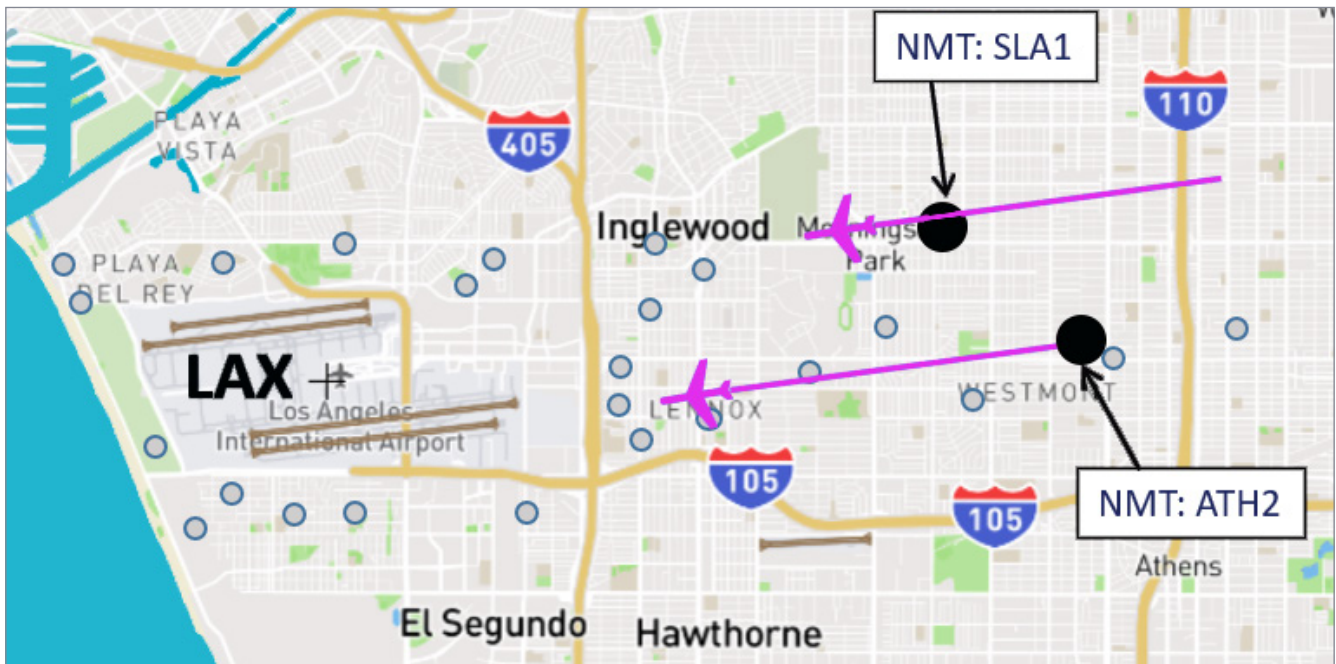 NMT: SLA1
110
PLAYA
VISTA
405
Inglewood
Park
PLAYA
DEL REY
LAX
Los Angeles
International Airport
LENNOX
WESTMONT
105
NMT: ATH2
105
Athens
El Segundo
Hawthorne